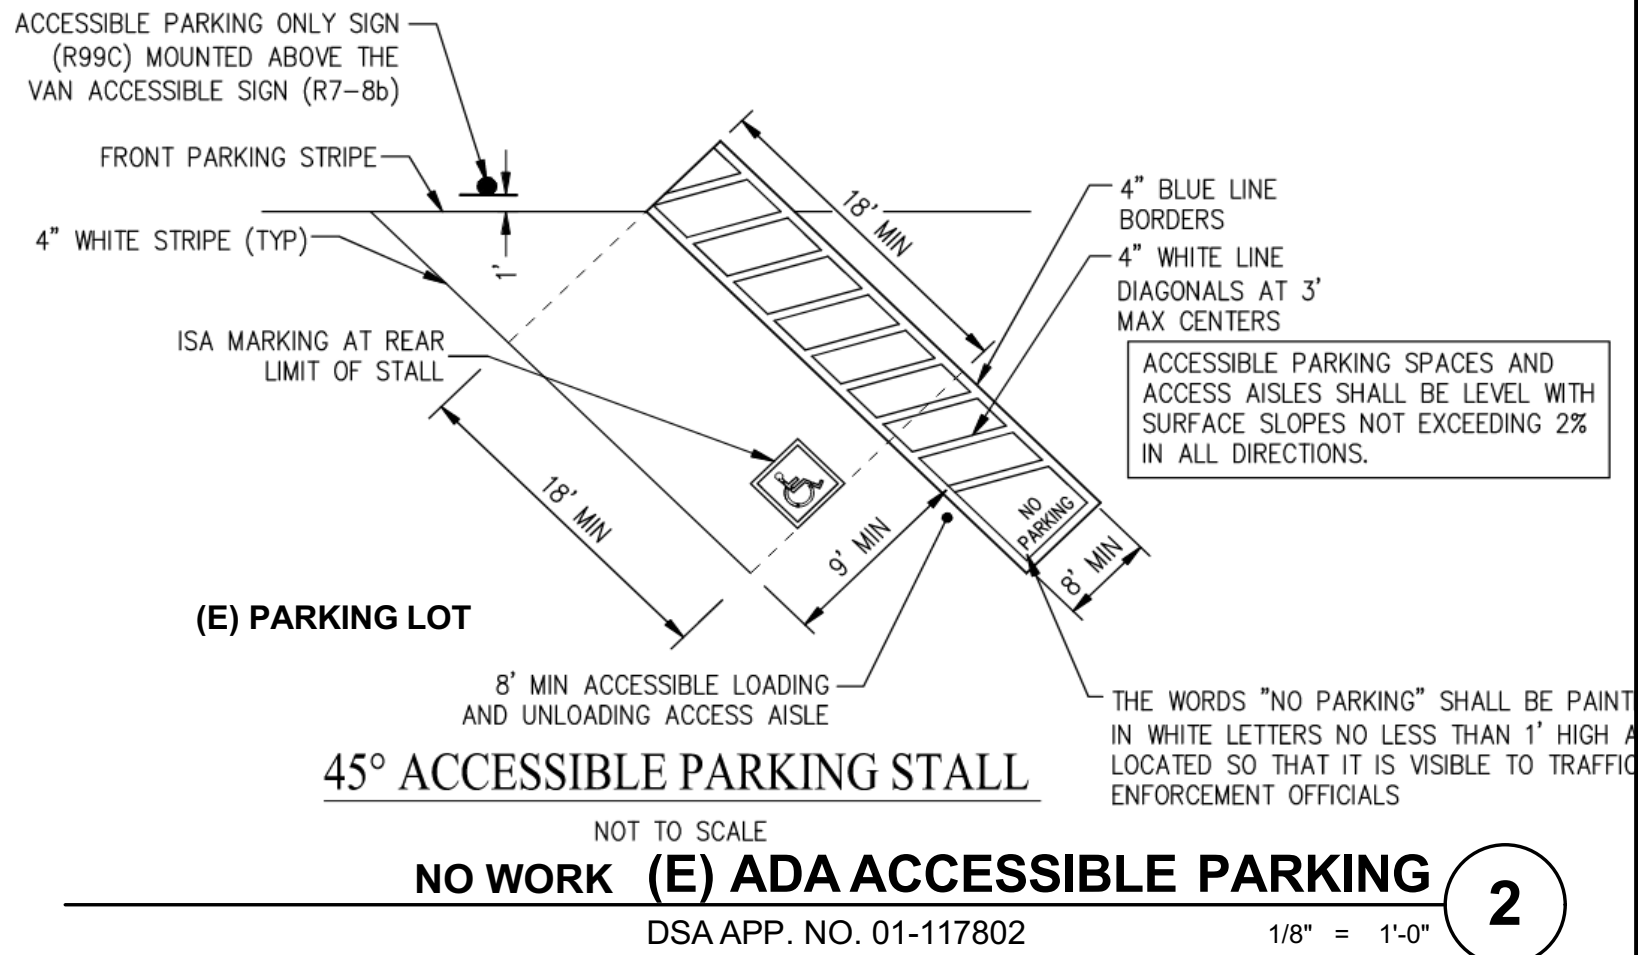 ACCESSIBLE PARKING ONLY SIGN
(R99C) MOUNTED ABOVE THE
VAN ACCESSIBLE SIGN (R7-8b)
FRONT PARKING STRIPE
4" WHITE STRIPE (TYP)
1'
18' MIN
4" BLUE LINE
BORDERS
4" WHITE LINE
DIAGONALS AT 3'
MAX CENTERS
ISA MARKING AT REAR
LIMIT OF STALL
ACCESSIBLE PARKING SPACES AND
ACCESS AISLES SHALL BE LEVEL WITH
SURFACE SLOPES NOT EXCEEDING 2%
IN ALL DIRECTIONS.
18' MIN
9' MIN
NO
PARKING
8' MIN
(E) PARKING LOT
8' MIN ACCESSIBLE LOADING
AND UNLOADING ACCESS AISLE
THE WORDS "NO PARKING" SHALL BE PAINT
IN WHITE LETTERS NO LESS THAN 1' HIGH A
LOCATED SO THAT IT IS VISIBLE TO TRAFFIC
ENFORCEMENT OFFICIALS
45° ACCESSIBLE PARKING STALL
NOT TO SCALE
NO WORK (E) ADA ACCESSIBLE PARKING
2
DSA APP. NO. 01-117802
1/8" = 1'-0"